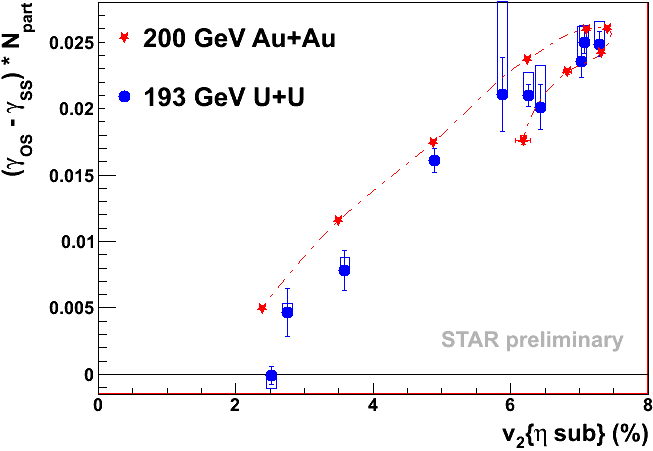 (γOs - γss) * Npart
200 GeV Au+Au
193 GeV U+U
0.025
0.02
0.015
0.01
0.005
0
STAR preliminary
0 2 4 6 8
v2{η sub} (%)